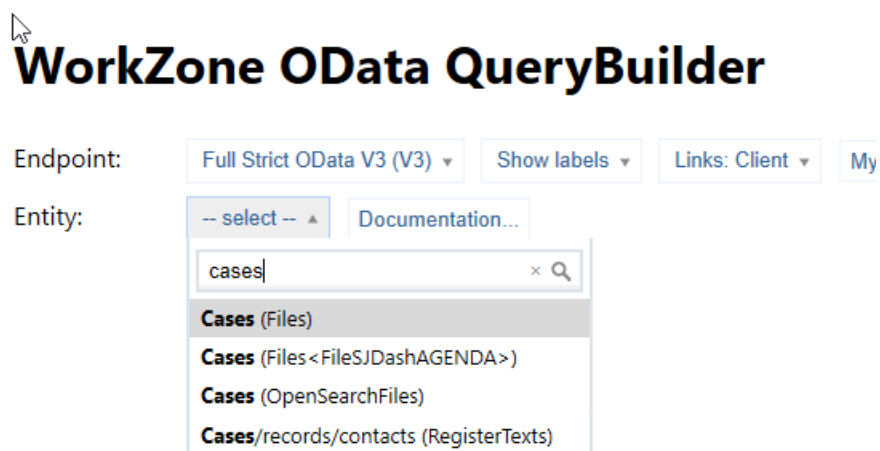 WorkZone OData QueryBuilder
Endpoint: Full Strict OData V3 (V3) Show labels Links: Client My
Entity: -- select -- Documentation...
cases
Cases (Files)
Cases (Files<FileSJDashAGENDA>)
Cases (OpenSearchFiles)
Cases/records/contacts (RegisterTexts)